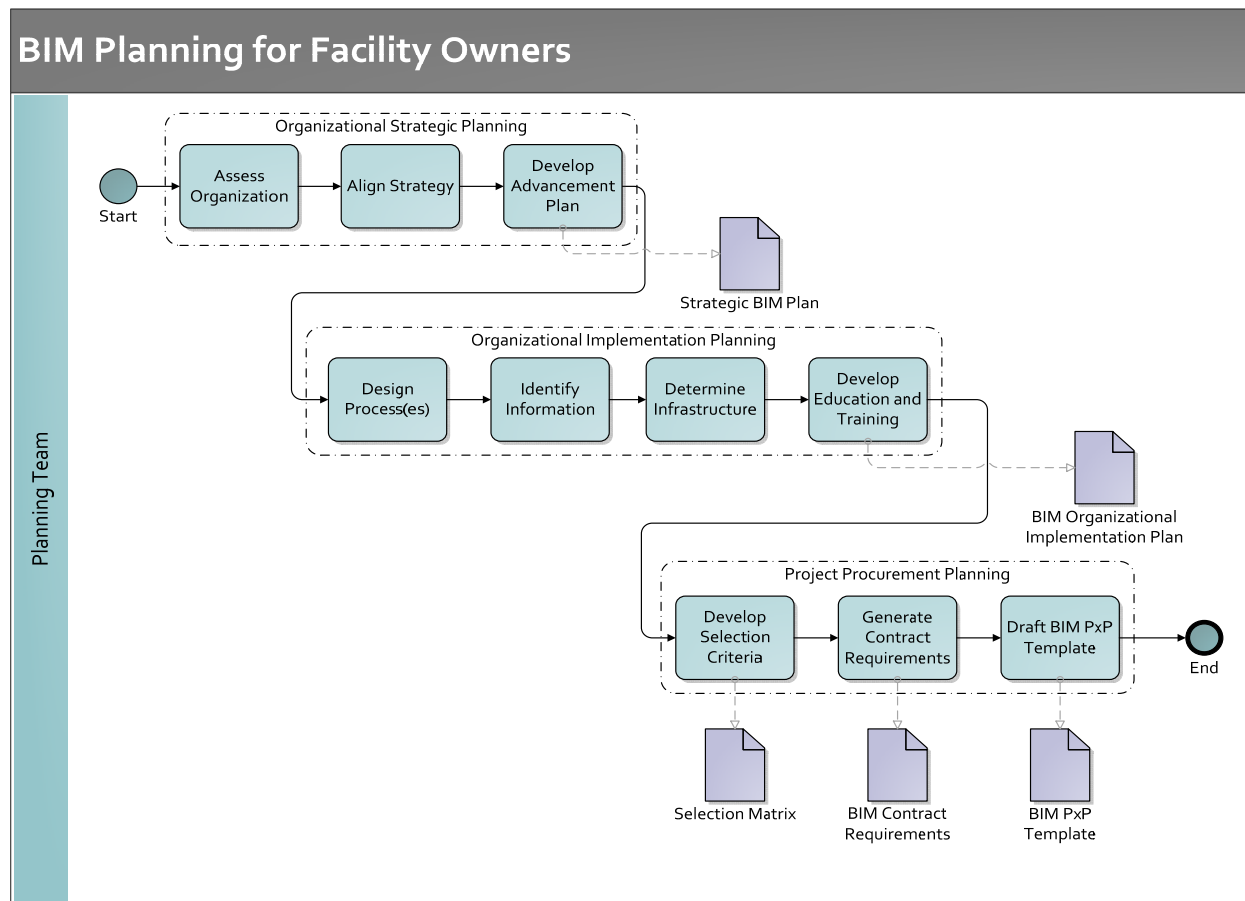 BIM Planning for Facility Owners
Planning Team
Start
Organizational Strategic Planning
Assess
Organization
Align Strategy
Develop
Advancement
Plan
Strategic BIM Plan
Organizational Implementation Planning
Design
Process(es)
Identify
Information
Determine
Infrastructure
Develop
Education and
Training
BIM Organizational
Implementation Plan
Project Procurement Planning
Develop
Selection
Criteria
Generate
Contract
Requirements
Draft BIM PxP
Template
End
Selection Matrix
BIM Contract
Requirements
BIM PxP
Template